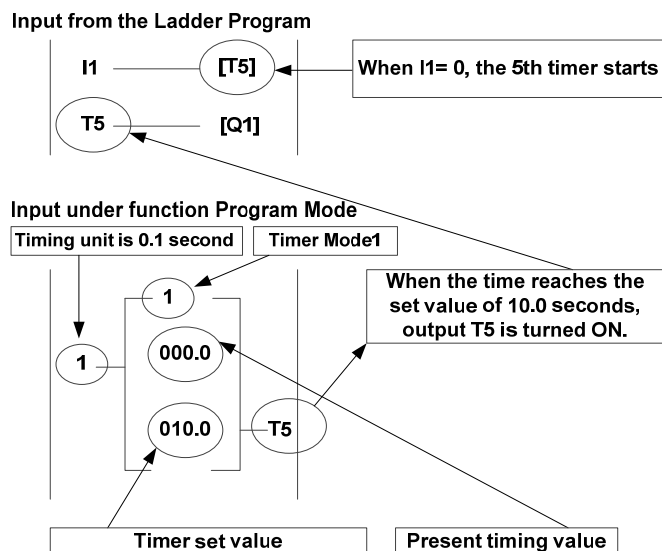 Input from the Ladder Program
I1 [T5]
When I1= 0, the 5th timer starts
T5 [Q1]
Input under function Program Mode
Timing unit is 0.1 second
Timer Mode1
When the time reaches the
set value of 10.0 seconds,
output T5 is turned ON.
1
1
000.0
010.0
T5
Timer set value
Present timing value